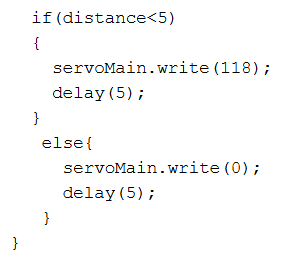 if(distance<5)
{
servoMain.write(118);
delay(5);
}
else{
servoMain.write(0);
delay(5);
}
}